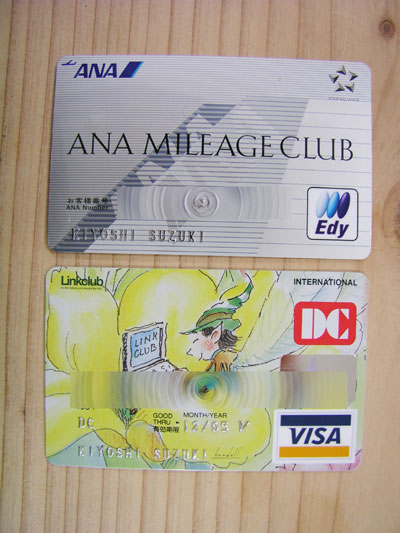 ANA
STAR ALLIANCE
ANA MILEAGE CLUB
お客様番号
ANA Number
KIYOSHI SUZUKI
Edy
Linkclub
INTERNATIONAL
DC
LINK
CLUB
GOOD
THRU
MONTH/YEAR
有効期限
DC
12/05 M
VISA
KIYOSHI SUZUKI